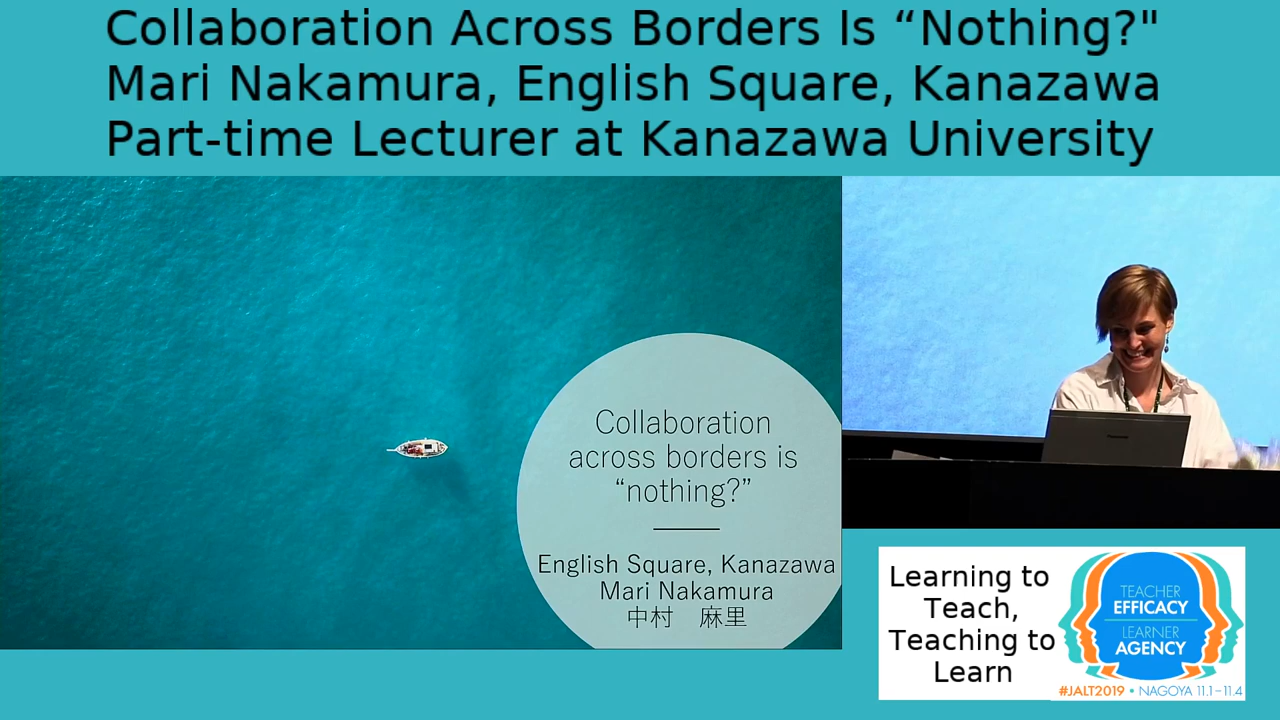 Collaboration Across Borders Is “Nothing?"
Mari Nakamura, English Square, Kanazawa
Part-time Lecturer at Kanazawa University
Collaboration
across borders is
“nothing?”
English Square, Kanazawa
Mari Nakamura
中村　麻里
Learning to
Teach,
Teaching to
Learn
TEACHER
EFFICACY
LEARNER
AGENCY
#JALT2019 • NAGOYA 11.1–11.4